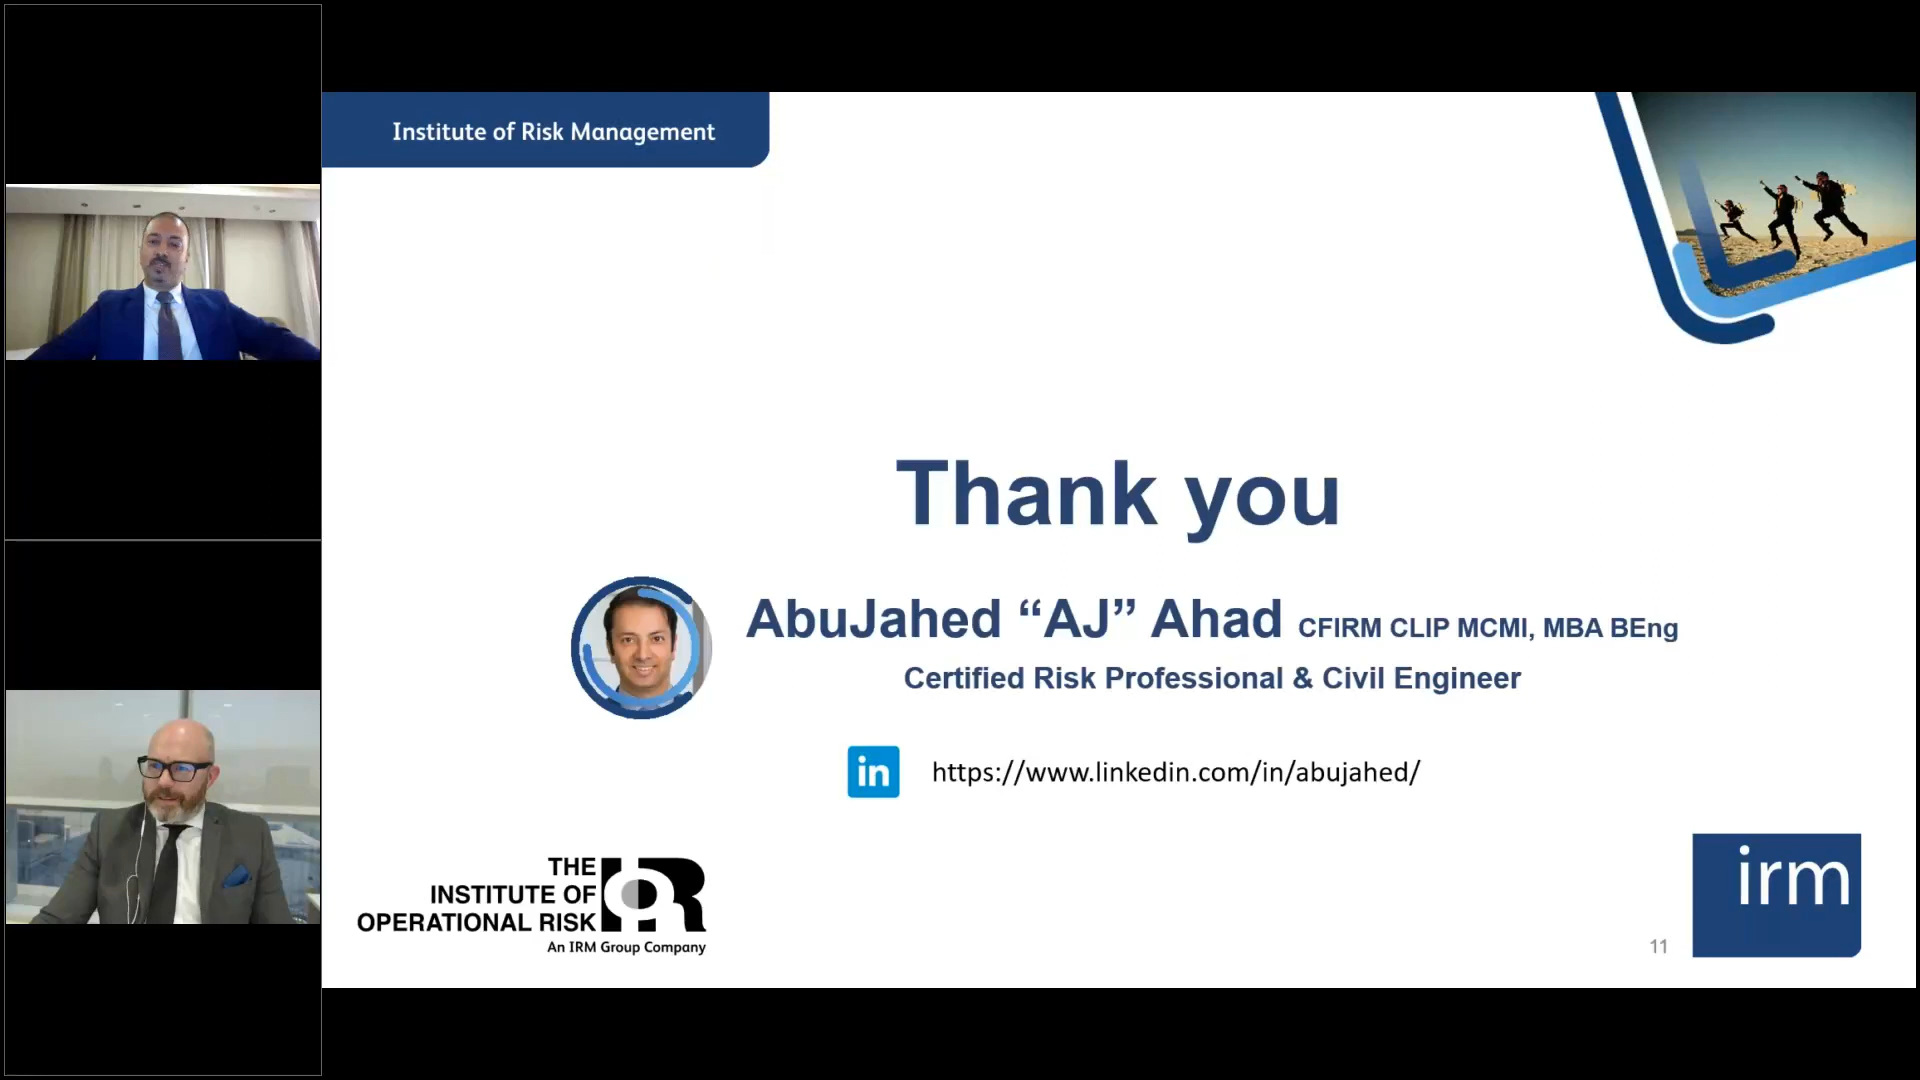 Institute of Risk Management
Thank you
AbuJahed “AJ” Ahad CFIRM CLIP MCMI, MBA BEng
Certified Risk Professional & Civil Engineer
in https://www.linkedin.com/in/abujahed/
THE
INSTITUTE OF
OPERATIONAL RISK
IOR
An IRM Group Company
11
irm